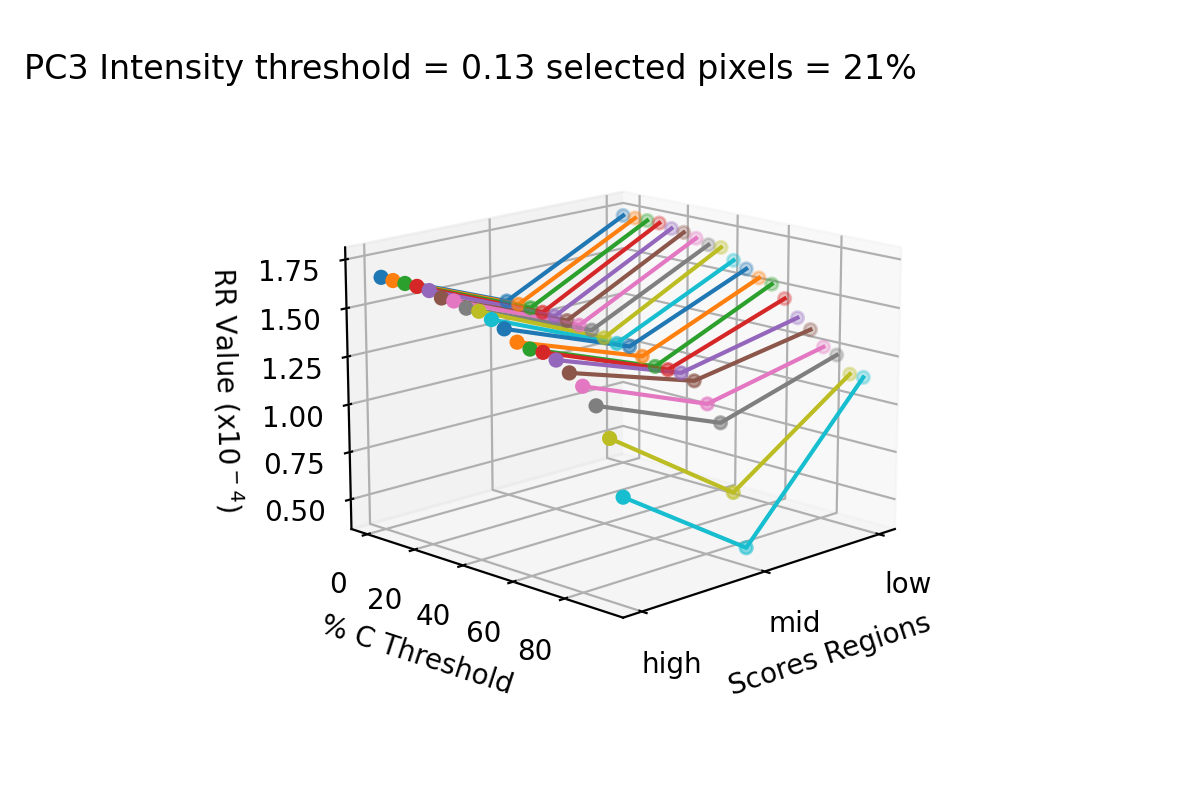 PC3 Intensity threshold = 0.13 selected pixels = 21%
1.75
1.50
1.25
1.00
0.75
0.50
RR Value (x10⁻⁴)
0
20
40
60
80
% C Threshold
high
mid
low
Scores Regions